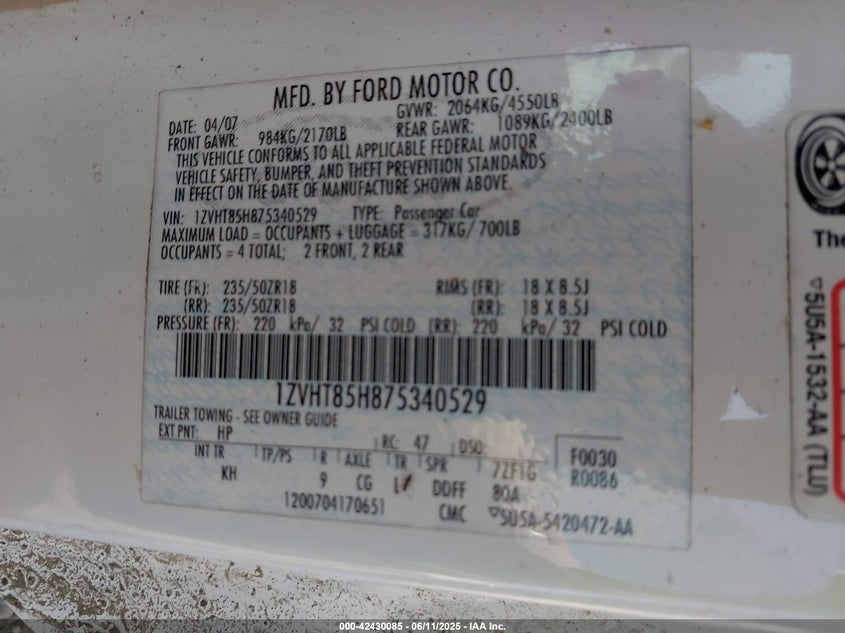 MFD. BY FORD MOTOR CO.
DATE: 04/07 GVWR: 2064KG/4550LB
FRONT GAWR: 984KG/2170LB REAR GAWR: 1089KG/2400LB
THIS VEHICLE CONFORMS TO ALL APPLICABLE FEDERAL MOTOR
VEHICLE SAFETY, BUMPER, AND THEFT PREVENTION STANDARDS
IN EFFECT ON THE DATE OF MANUFACTURE SHOWN ABOVE.
VIN: 1ZVHT85H875340529 TYPE: Passenger Car
MAXIMUM LOAD = OCCUPANTS + LUGGAGE = 317KG/ 700LB
OCCUPANTS = 4 TOTAL; 2 FRONT, 2 REAR
TIRE (FR): 235/50ZR18 RIMS (FR): 18 X 8.5J
(RR): 235/50ZR18 (RR): 18 X 8.5J
PRESSURE (FR): 220 kPa/ 32 PSI COLD (RR): 220 kPa/ 32 PSI COLD
1ZVHT85H875340529
TRAILER TOWING - SEE OWNER GUIDE
EXT PNT: HP RC: 47 DSO: F0030
INT TR TP/PS R AXLE TR SPR 7ZF1G R0086
KH 9 CG L DDFF 80A
1200704170651 CMC ▽5U5A-5420472-AA
The
▽5U5A-1532-AA (TLU)
000-42430085 - 06/11/2025 - IAA Inc.